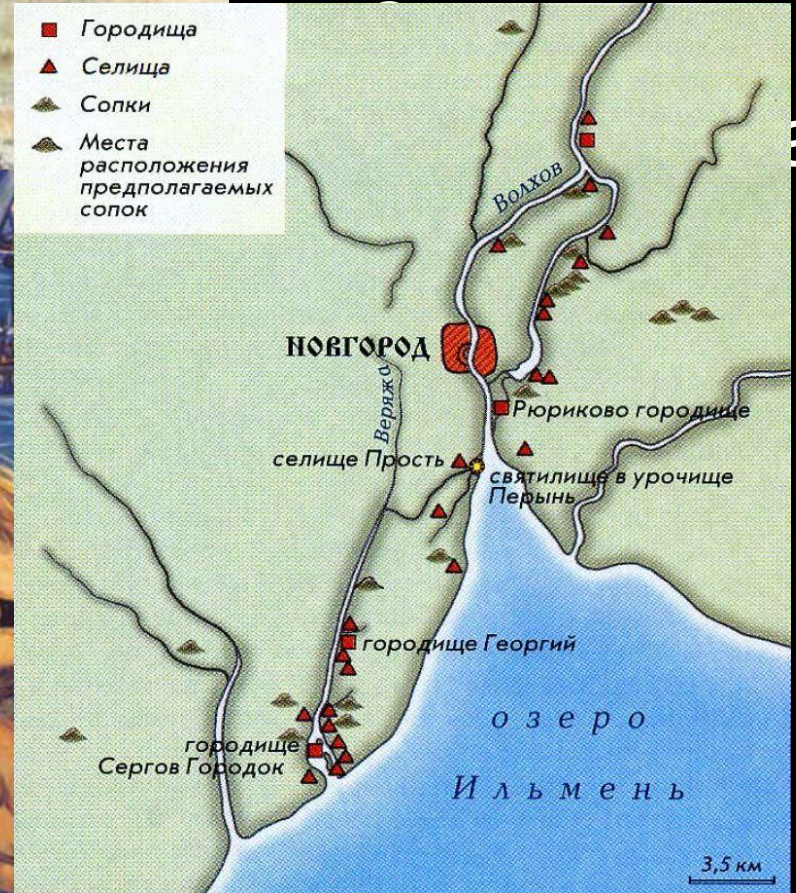 Городища
Селища
Сопки
Места
расположения
предполагаемых
сопок
Волхов
НОВГОРОД
Веряжа
Рюриково городище
селище Прость
святилище в урочище
Перынь
городище Георгий
городище
Сергов Городок
озеро
Ильмень
3,5 км